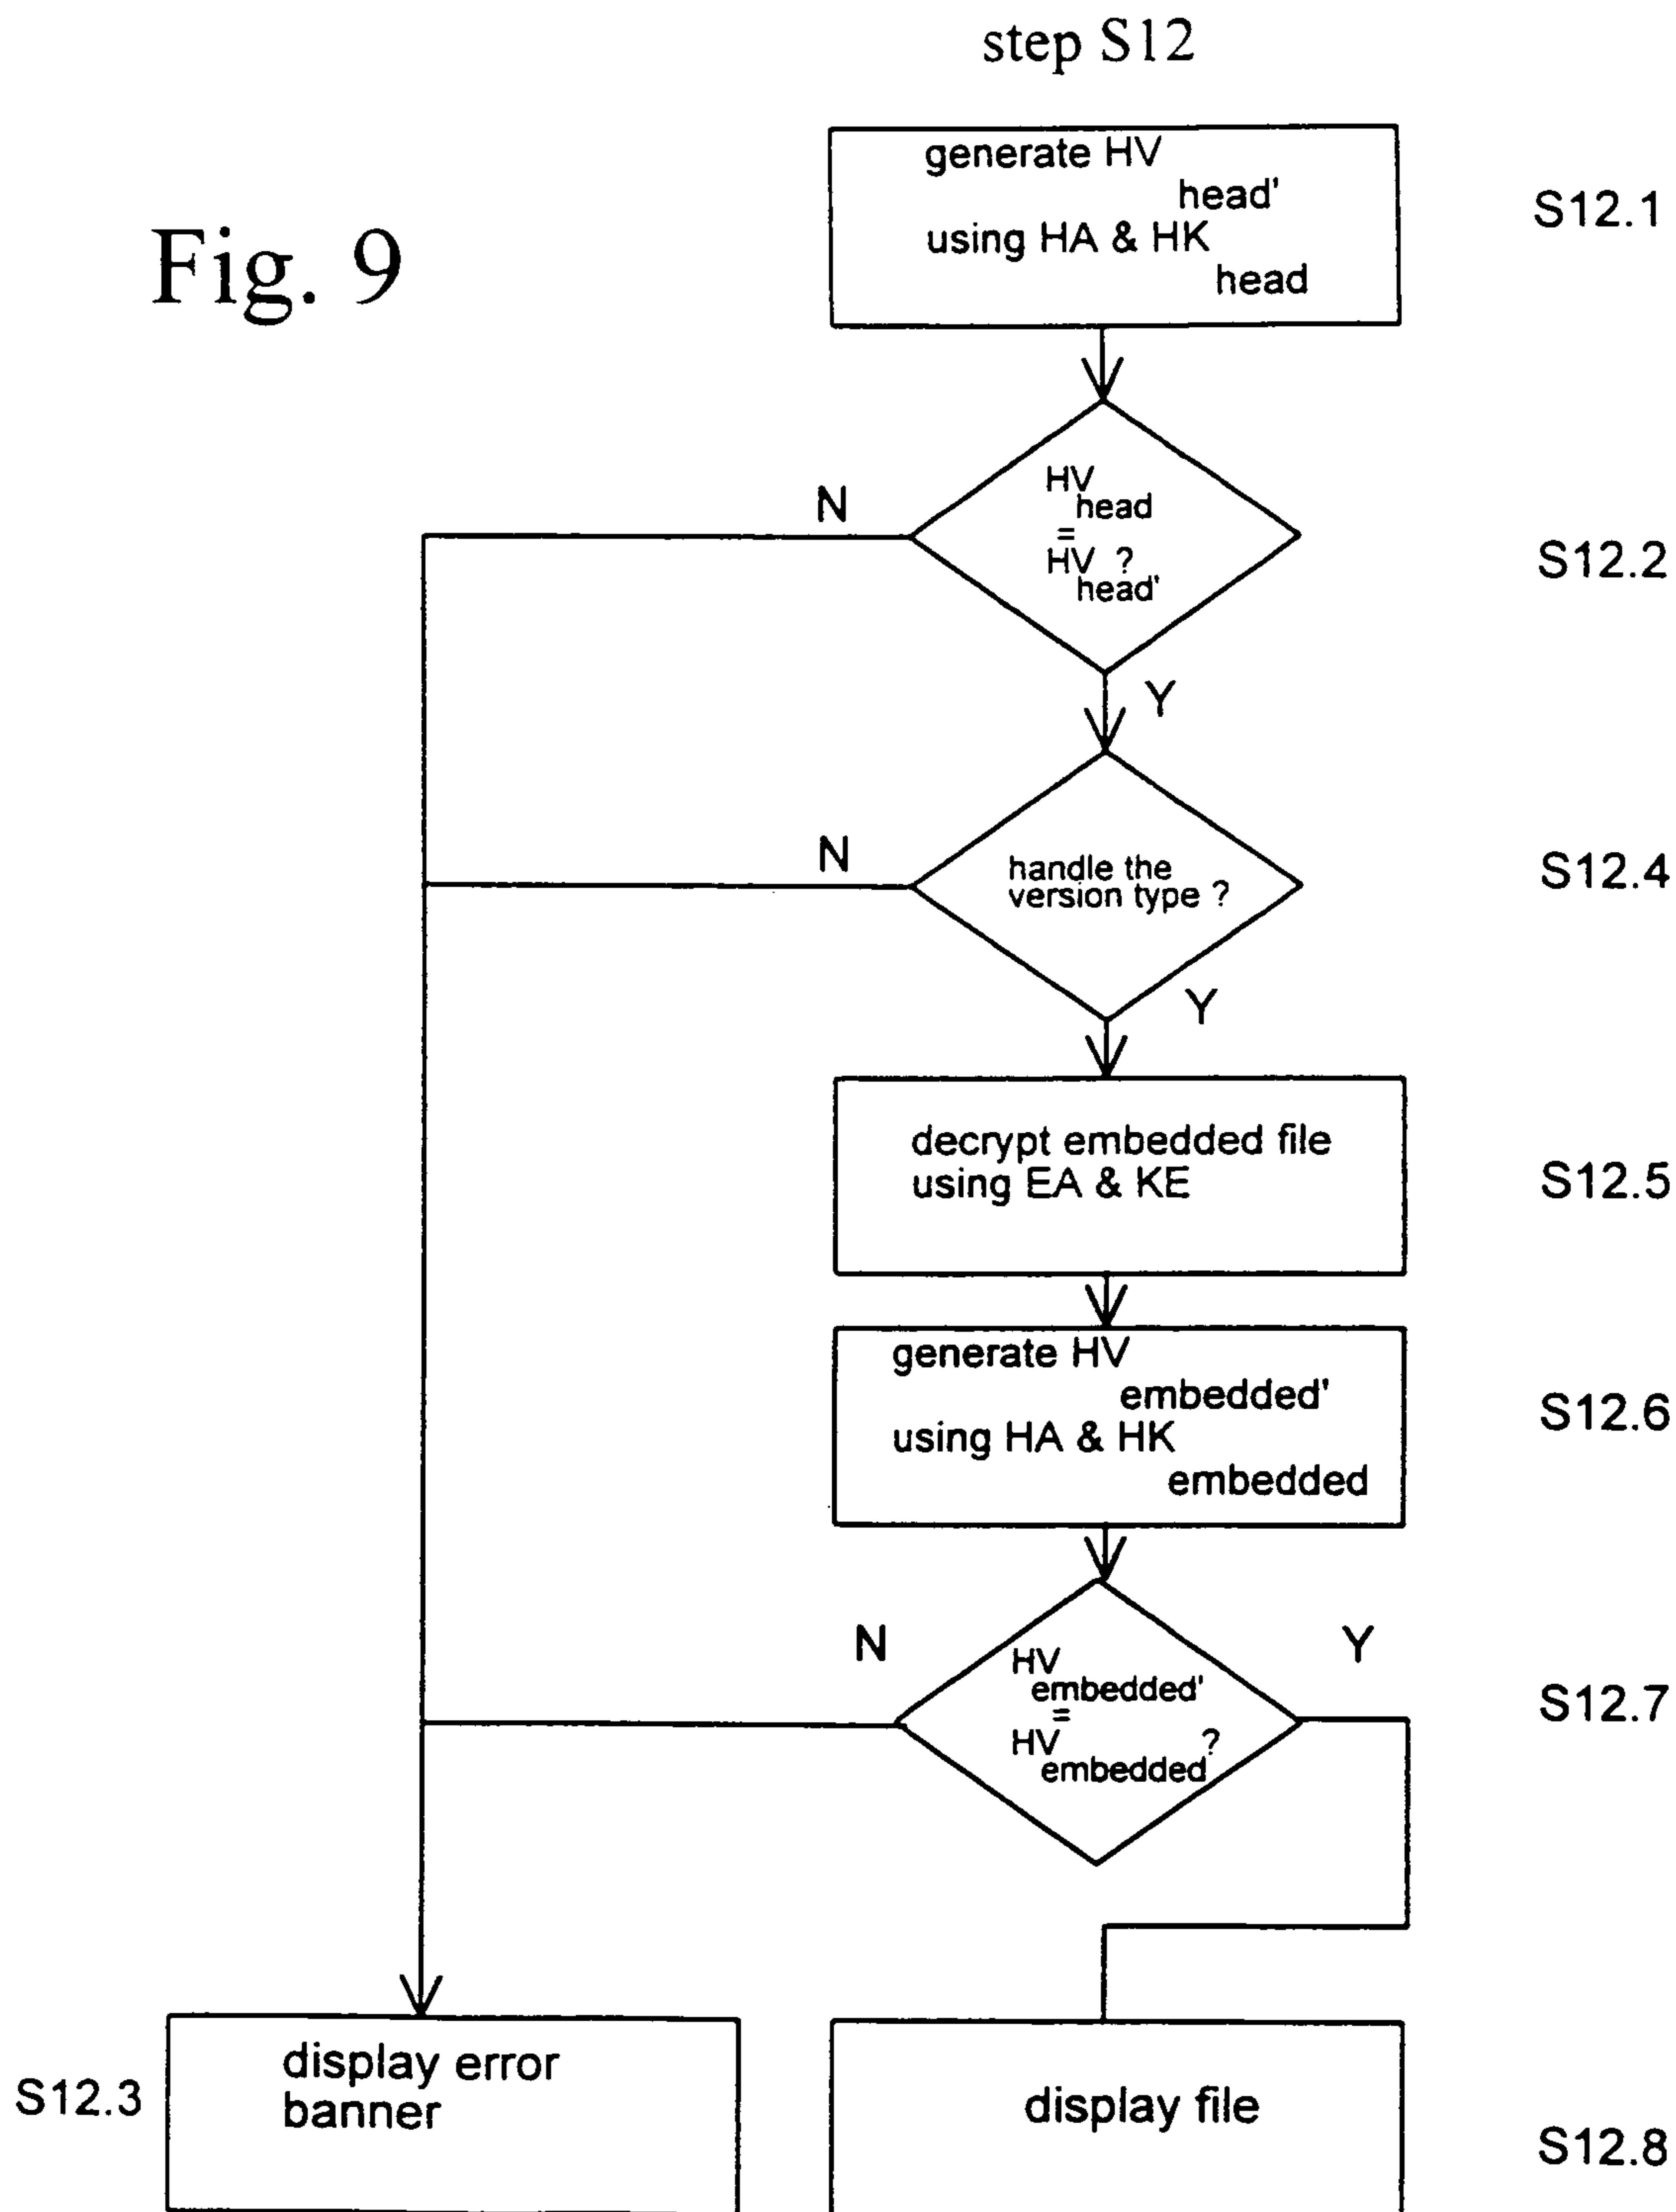 step S12
Fig. 9
generate HV
head'
using HA & HK
head
S12.1
HV
head
=
HV ?
head'
N
S12.2
Y
handle the
version type ?
N
S12.4
Y
decrypt embedded file
using EA & KE
S12.5
generate HV
embedded'
using HA & HK
embedded
S12.6
N
HV
embedded'
=
HV ?
embedded
Y
S12.7
S12.3
display error
banner
display file
S12.8